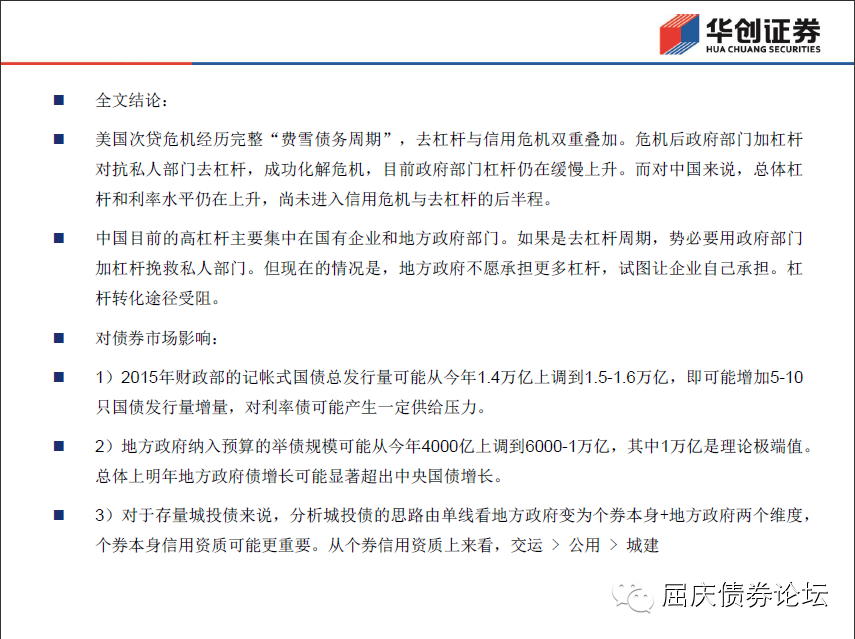 华创证券
HUA CHUANG SECURITIES
■ 全文结论：
■ 美国次贷危机经历完整“费雪债务周期”，去杠杆与信用危机双重叠加。危机后政府部门加杠杆
对抗私人部门去杠杆，成功化解危机，目前政府部门杠杆仍在缓慢上升。而对中国来说，总体杠
杆和利率水平仍在上升，尚未进入信用危机与去杠杆的后半程。
■ 中国目前的高杠杆主要集中在国有企业和地方政府部门。如果是去杠杆周期，势必要用政府部门
加杠杆挽救私人部门。但现在的情况是，地方政府不愿承担更多杠杆，试图让企业自己承担。杠
杆转化途径受阻。
■ 对债券市场影响：
■ 1）2015年财政部的记帐式国债总发行量可能从今年1.4万亿上调到1.5-1.6万亿，即可能增加5-10
只国债发行量增量，对利率债可能产生一定供给压力。
■ 2）地方政府纳入预算的举债规模可能从今年4000亿上调到6000-1万亿，其中1万亿是理论极端值。
总体上明年地方政府债增长可能显著超出中央国债增长。
■ 3）对于存量城投债来说，分析城投债的思路由单线看地方政府变为个券本身+地方政府两个维度，
个券本身信用资质可能更重要。从个券信用资质上来看，交运 > 公用 > 城建
屈庆债券论坛